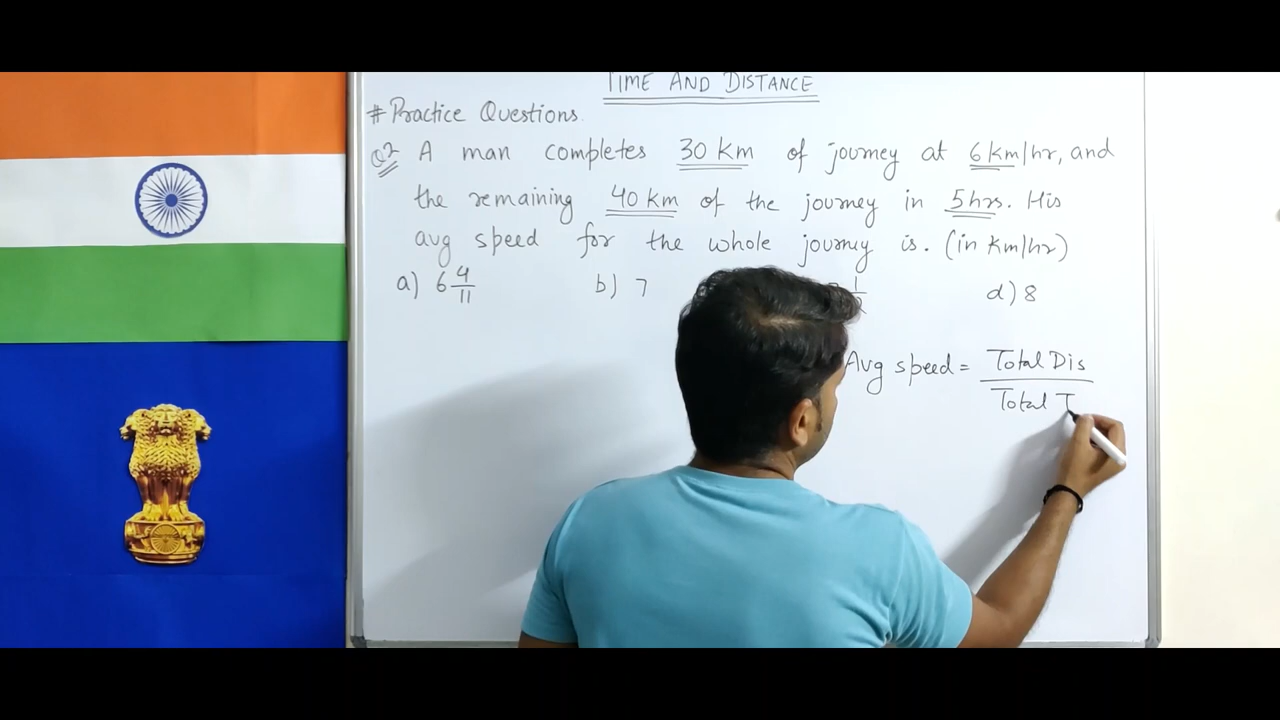 TIME AND DISTANCE
# Practice Questions.
Q2 A man completes 30 km of journey at 6 km/hr, and
the remaining 40 km of the journey in 5 hrs. His
avg speed for the whole journey is. (in km/hr)
a) 6 4/11 b) 7 d) 8
Avg speed = Total Dis
Total T